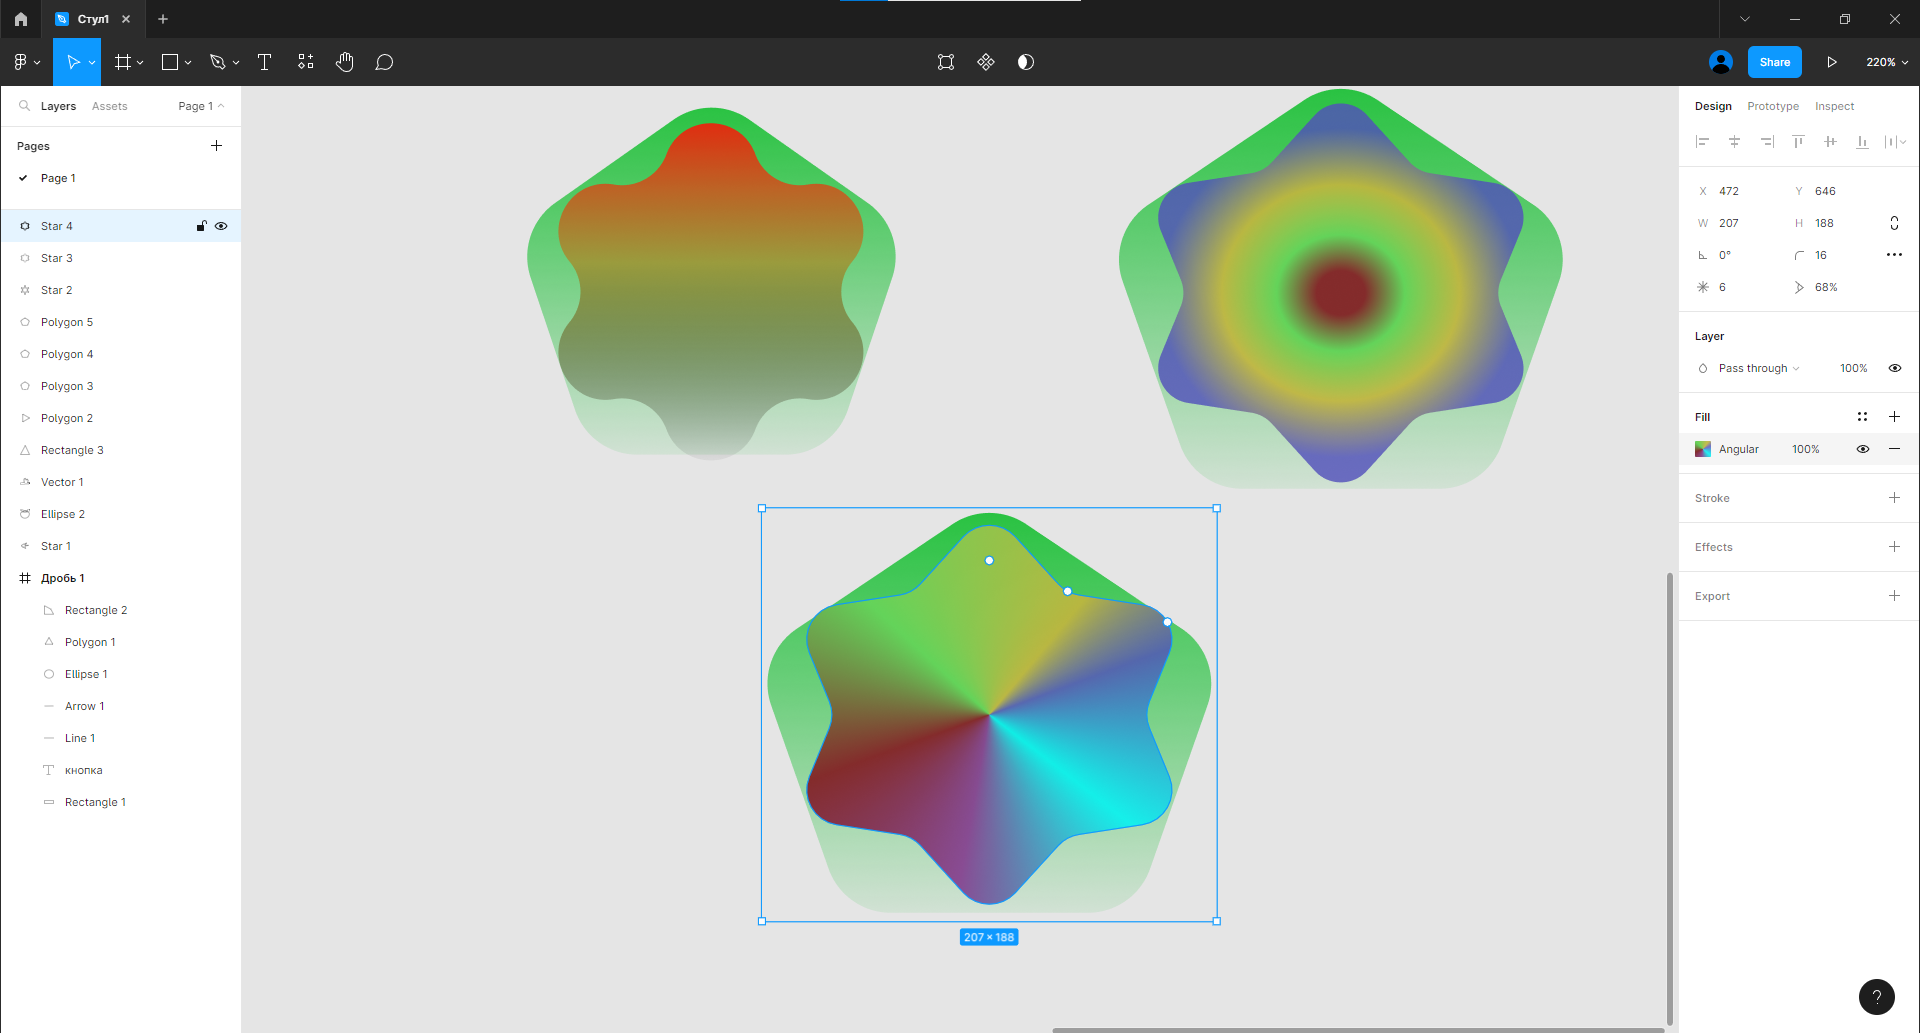 Стул1
Share
220%
Layers
Assets
Page 1
Pages
Page 1
Star 4
Star 3
Star 2
Polygon 5
Polygon 4
Polygon 3
Polygon 2
Rectangle 3
Vector 1
Ellipse 2
Star 1
Дробь 1
Rectangle 2
Polygon 1
Ellipse 1
Arrow 1
Line 1
кнопка
Rectangle 1
207 × 188
Design
Prototype
Inspect
X 472
Y 646
W 207
H 188
0°
16
6
68%
Layer
Pass through
100%
Fill
Angular
100%
Stroke
Effects
Export
?